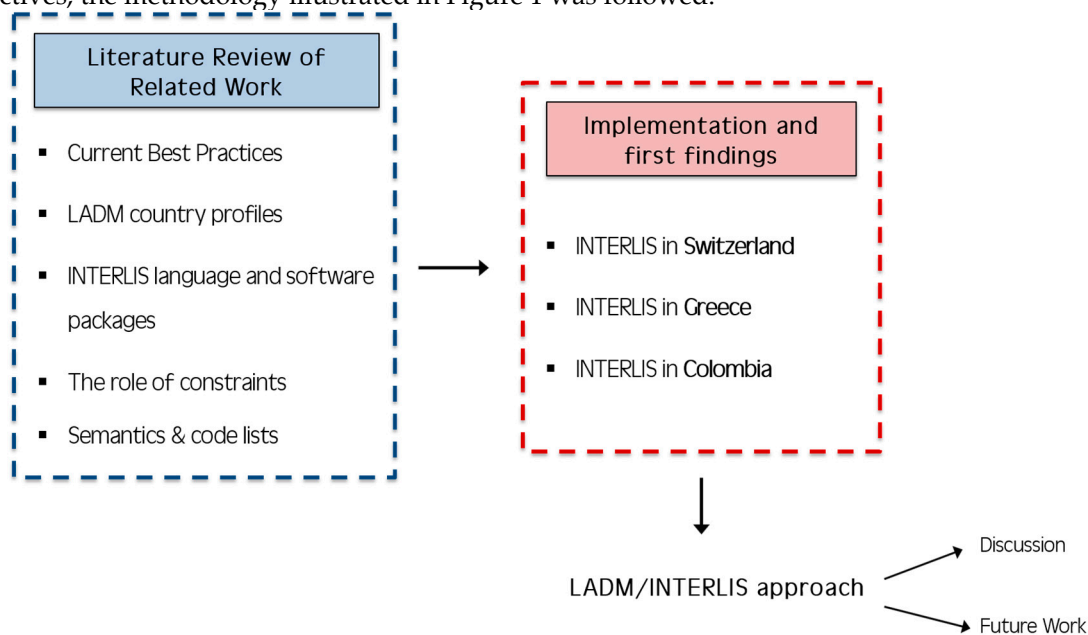 ctives, the methodology illustrated in Figure 1 was followed.
Literature Review of
Related Work
▪ Current Best Practices
▪ LADM country profiles
▪ INTERLIS language and software
packages
▪ The role of constraints
▪ Semantics & code lists
Implementation and
first findings
▪ INTERLIS in Switzerland
▪ INTERLIS in Greece
▪ INTERLIS in Colombia
LADM/INTERLIS approach
Discussion
Future Work